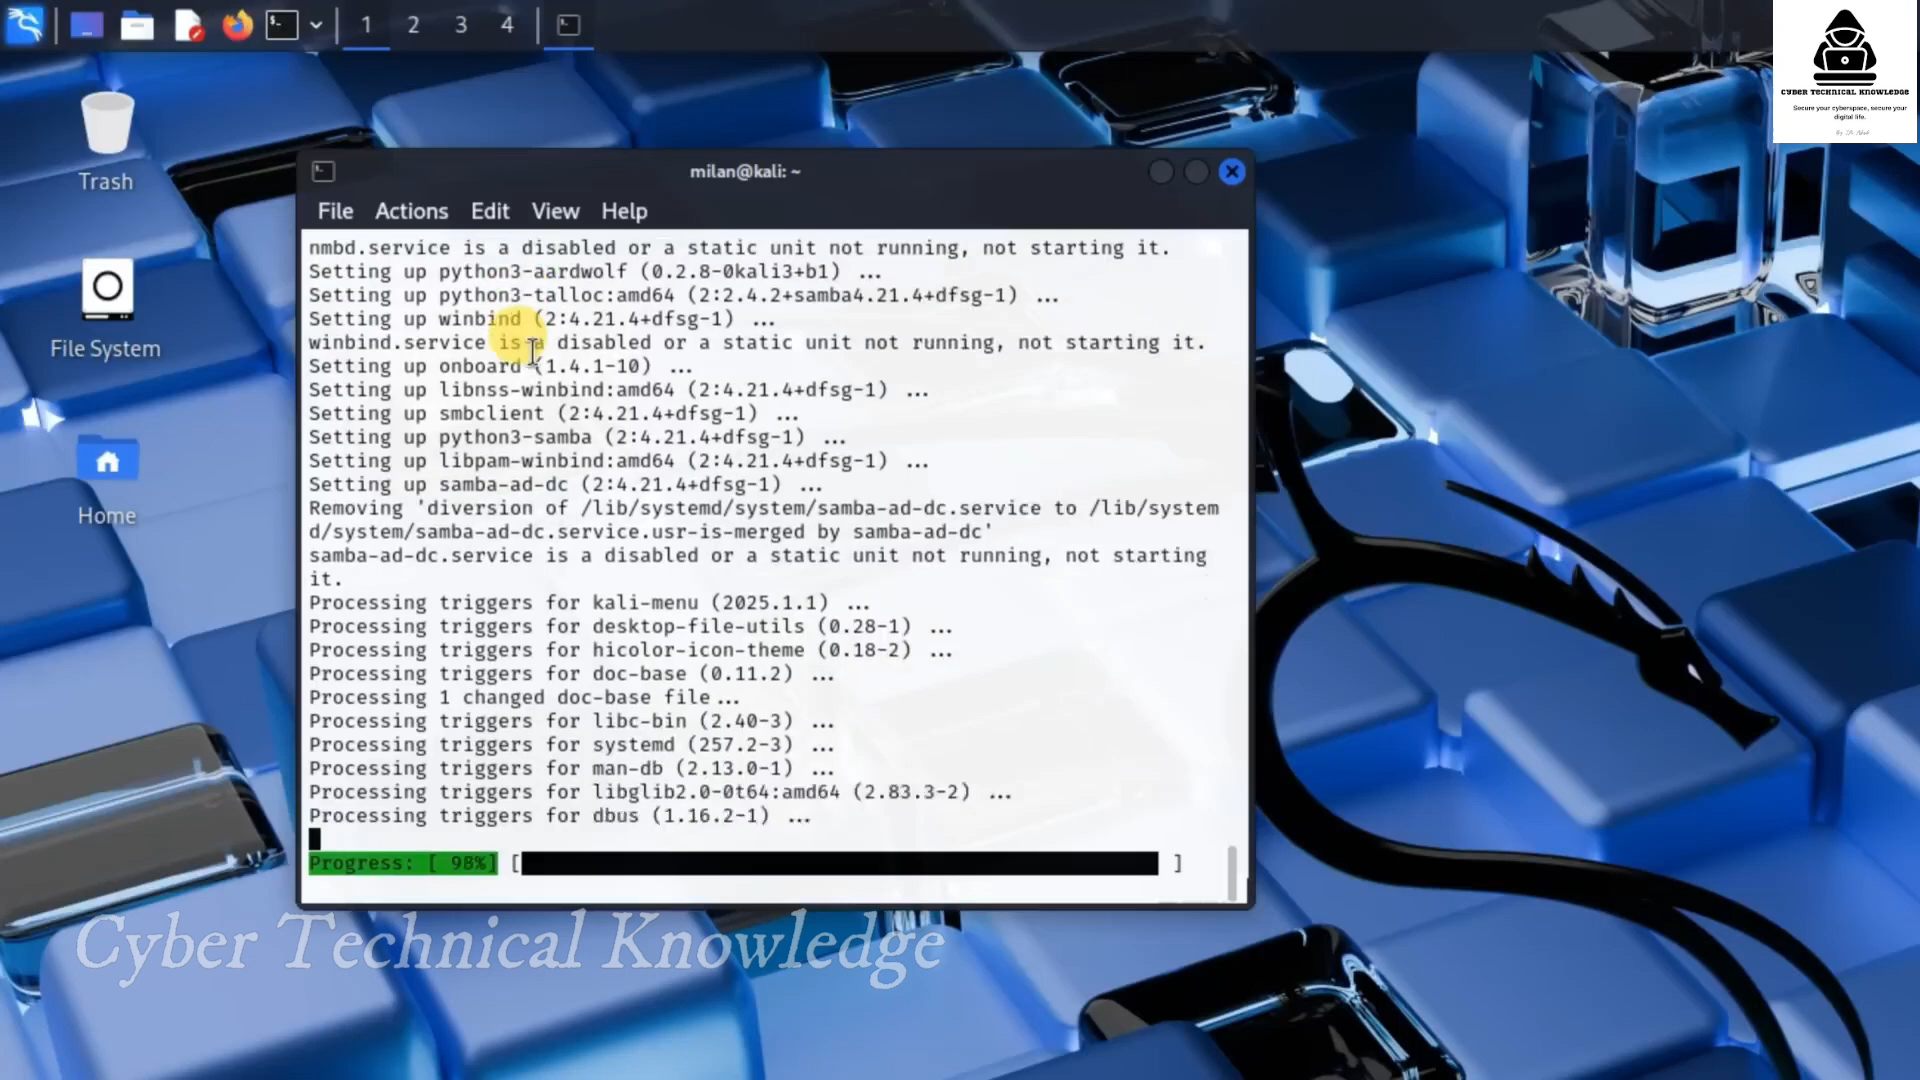 1 2 3 4
CYBER TECHNICAL KNOWLEDGE
Secure your cyberspace, secure your
digital life.
Trash
File System
Home
milan@kali: ~
File Actions Edit View Help
nmbd.service is a disabled or a static unit not running, not starting it.
Setting up python3-aardwolf (0.2.8-0kali3+b1) ...
Setting up python3-talloc:amd64 (2:2.4.2+samba4.21.4+dfsg-1) ...
Setting up winbind (2:4.21.4+dfsg-1) ...
winbind.service is a disabled or a static unit not running, not starting it.
Setting up onboard (1.4.1-10) ...
Setting up libnss-winbind:amd64 (2:4.21.4+dfsg-1) ...
Setting up smbclient (2:4.21.4+dfsg-1) ...
Setting up python3-samba (2:4.21.4+dfsg-1) ...
Setting up libpam-winbind:amd64 (2:4.21.4+dfsg-1) ...
Setting up samba-ad-dc (2:4.21.4+dfsg-1) ...
Removing 'diversion of /lib/systemd/system/samba-ad-dc.service to /lib/system
d/system/samba-ad-dc.service.usr-is-merged by samba-ad-dc'
samba-ad-dc.service is a disabled or a static unit not running, not starting
it.
Processing triggers for kali-menu (2025.1.1) ...
Processing triggers for desktop-file-utils (0.28-1) ...
Processing triggers for hicolor-icon-theme (0.18-2) ...
Processing triggers for doc-base (0.11.2) ...
Processing 1 changed doc-base file...
Processing triggers for libc-bin (2.40-3) ...
Processing triggers for systemd (257.2-3) ...
Processing triggers for man-db (2.13.0-1) ...
Processing triggers for libglib2.0-0t64:amd64 (2.83.3-2) ...
Processing triggers for dbus (1.16.2-1) ...
Progress: [ 98%] [ ]
Cyber Technical Knowledge